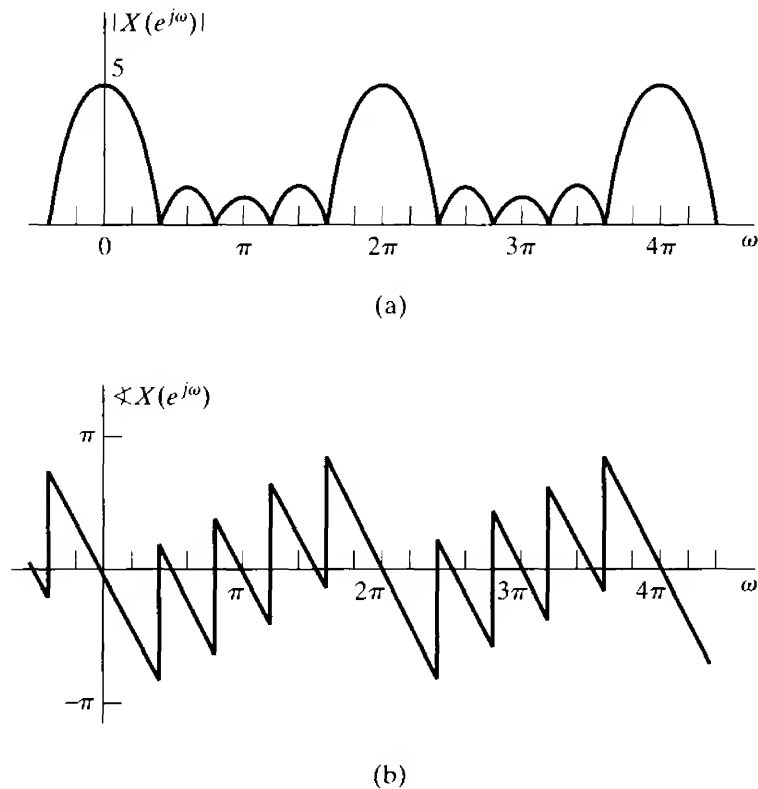 |X(e^{jω})|
5
0 π 2π 3π 4π ω
(a)
∢X(e^{jω})
π
π 2π 3π 4π ω
−π
(b)